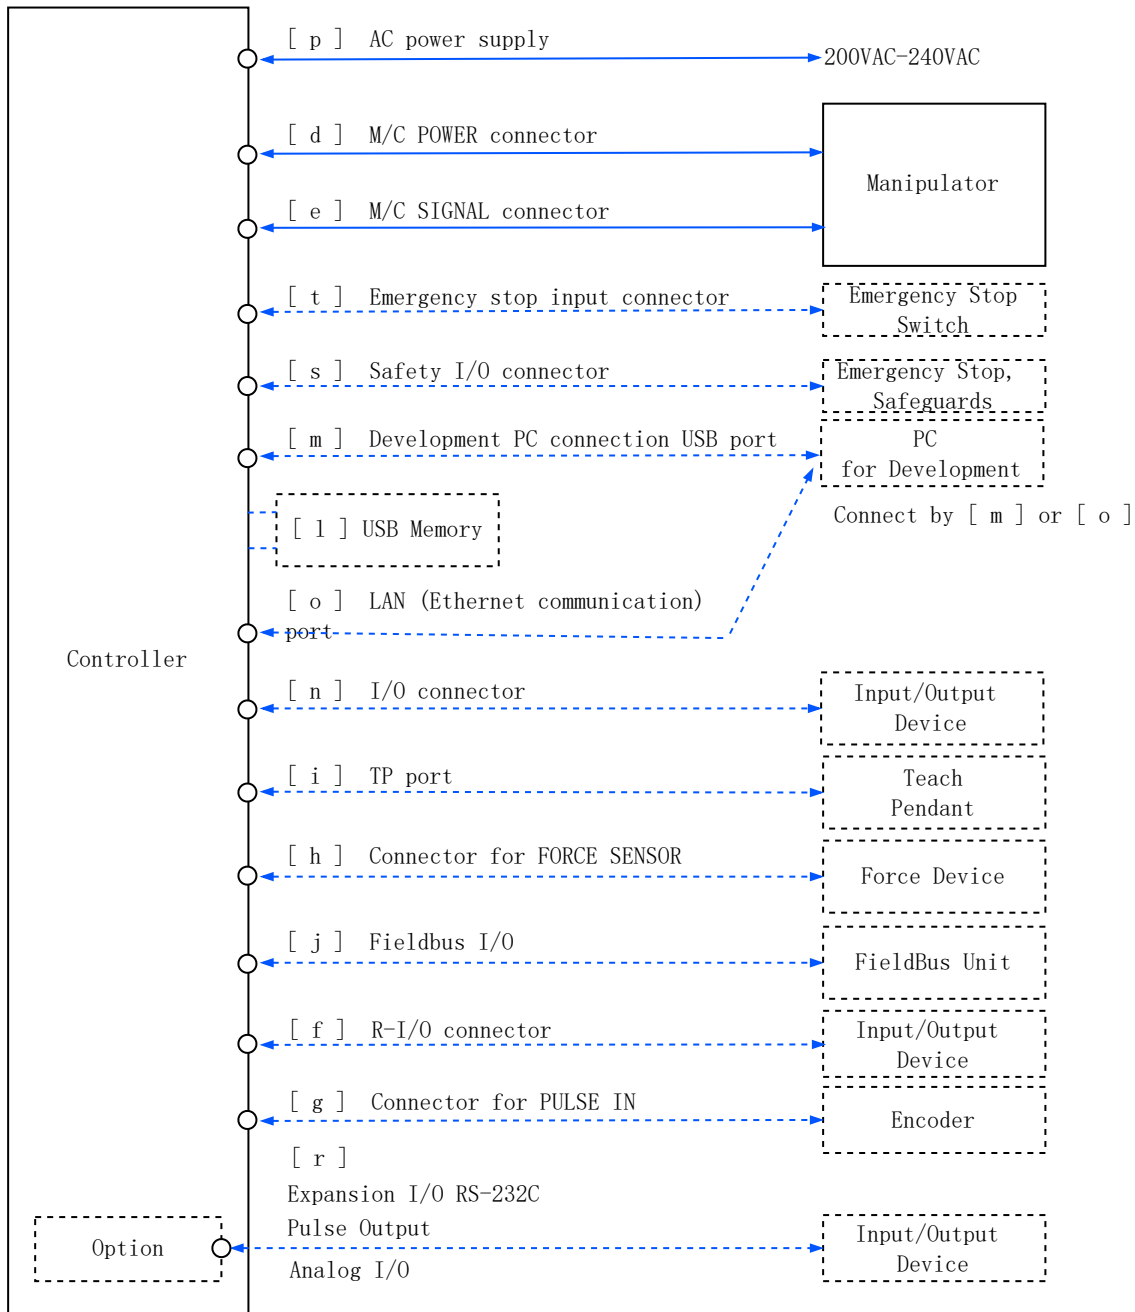 [ p ] AC power supply
200VAC-240VAC
[ d ] M/C POWER connector
Manipulator
[ e ] M/C SIGNAL connector
[ t ] Emergency stop input connector
Emergency Stop
Switch
[ s ] Safety I/O connector
Emergency Stop,
Safeguards
[ m ] Development PC connection USB port
PC
for Development
Connect by [ m ] or [ o ]
[ l ] USB Memory
[ o ] LAN (Ethernet communication)
port
Controller
[ n ] I/O connector
Input/Output
Device
[ i ] TP port
Teach
Pendant
[ h ] Connector for FORCE SENSOR
Force Device
[ j ] Fieldbus I/O
FieldBus Unit
[ f ] R-I/O connector
Input/Output
Device
[ g ] Connector for PULSE IN
Encoder
[ r ]
Expansion I/O RS-232C
Pulse Output
Analog I/O
Option
Input/Output
Device